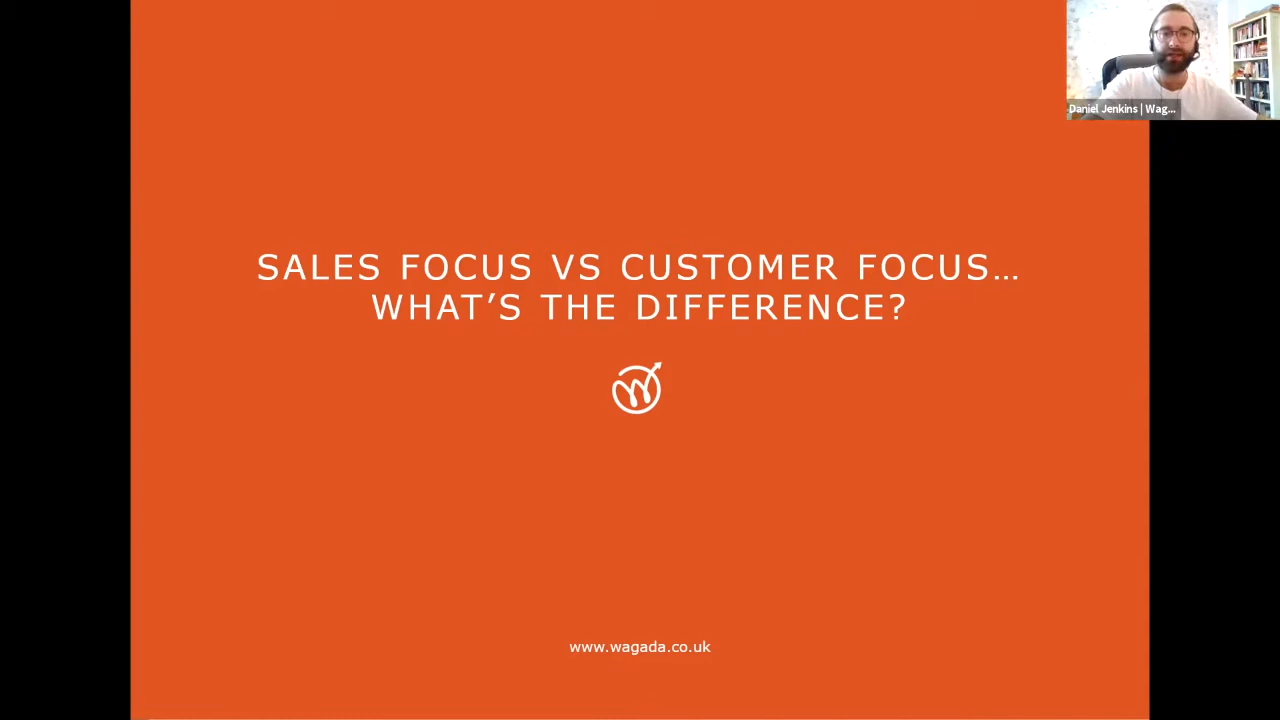 Daniel Jenkins | Wag...
SALES FOCUS VS CUSTOMER FOCUS…
WHAT’S THE DIFFERENCE?
www.wagada.co.uk